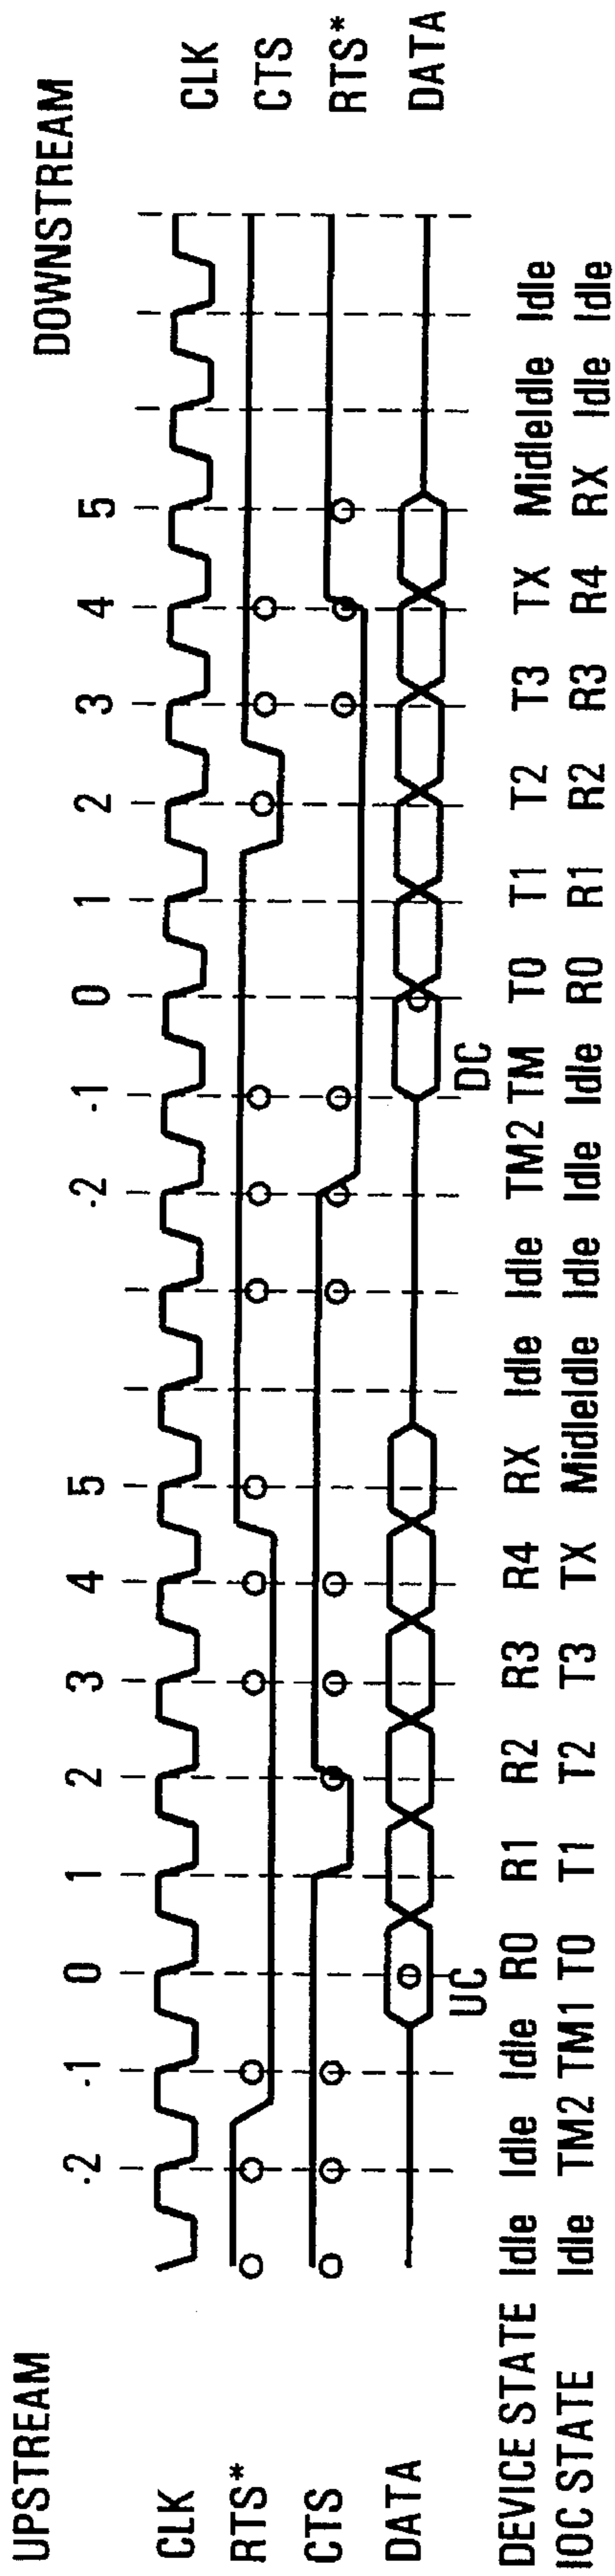 UPSTREAM DOWNSTREAM
-2 -1 0 1 2 3 4 5 -2 -1 0 1 2 3 4 5
CLK CLK
RTS* CTS
CTS RTS*
DATA DATA
UC DC
DEVICE STATE Idle Idle Idle R0 R1 R2 R3 R4 RX Idle Idle TM2 TM T0 T1 T2 T3 TX MidleIdle Idle
IOC STATE Idle TM2 TM1 T0 T1 T2 T3 TX MidleIdle Idle Idle Idle R0 R1 R2 R3 R4 RX Idle Idle